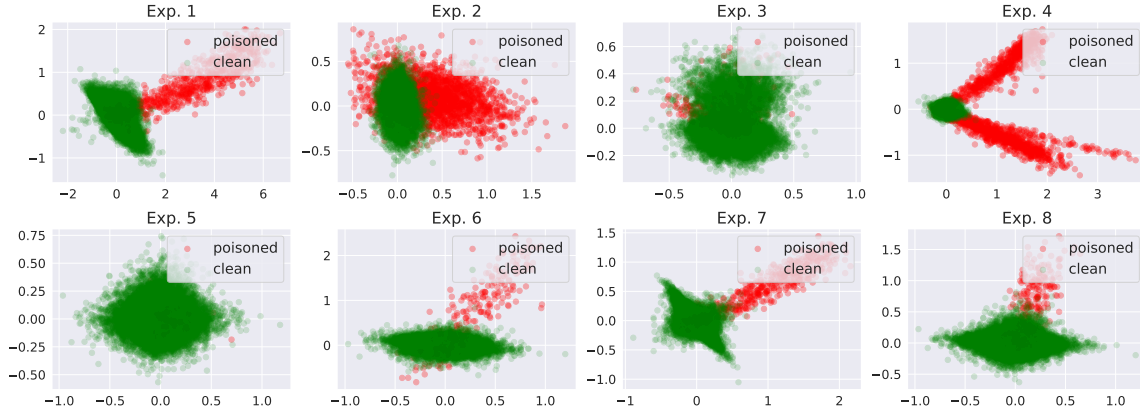 Exp. 1
poisoned
clean
2
1
0
−1
−2 0 2 4 6
Exp. 2
poisoned
clean
0.5
0.0
−0.5
−0.5 0.0 0.5 1.0 1.5
Exp. 3
poisoned
clean
0.6
0.4
0.2
0.0
−0.2
−0.5 0.0 0.5 1.0
Exp. 4
poisoned
clean
1
0
−1
0 1 2 3
Exp. 5
poisoned
clean
0.75
0.50
0.25
0.00
−0.25
−0.50
−1.0 −0.5 0.0 0.5 1.0
Exp. 6
poisoned
clean
2
1
0
−1.0 −0.5 0.0 0.5 1.0
Exp. 7
poisoned
clean
1.5
1.0
0.5
0.0
−0.5
−1.0
−1 0 1 2
Exp. 8
poisoned
clean
1.5
1.0
0.5
0.0
−0.5
−1.0 −0.5 0.0 0.5 1.0